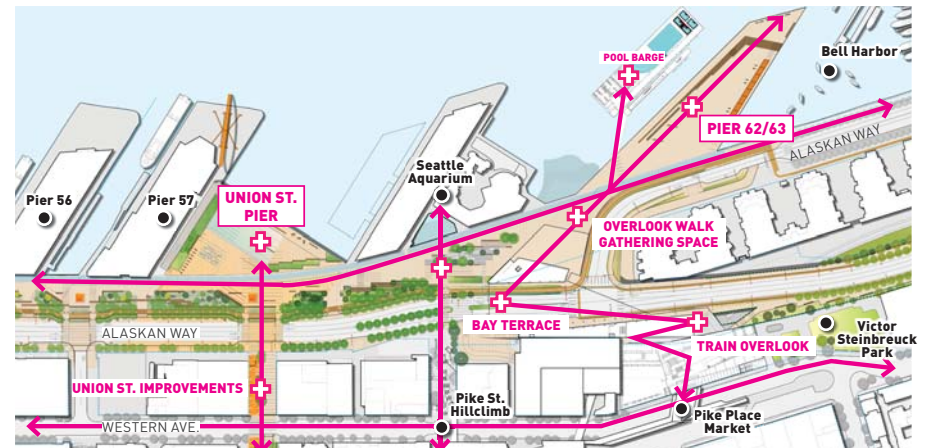 POOL BARGE
Bell Harbor
PIER 62/63
ALASKAN WAY
Seattle
Aquarium
Pier 56
Pier 57
UNION ST.
PIER
OVERLOOK WALK
GATHERING SPACE
BAY TERRACE
ALASKAN WAY
TRAIN OVERLOOK
Victor
Steinbreuck
Park
UNION ST. IMPROVEMENTS
Pike St.
Hillclimb
Pike Place
Market
WESTERN AVE.